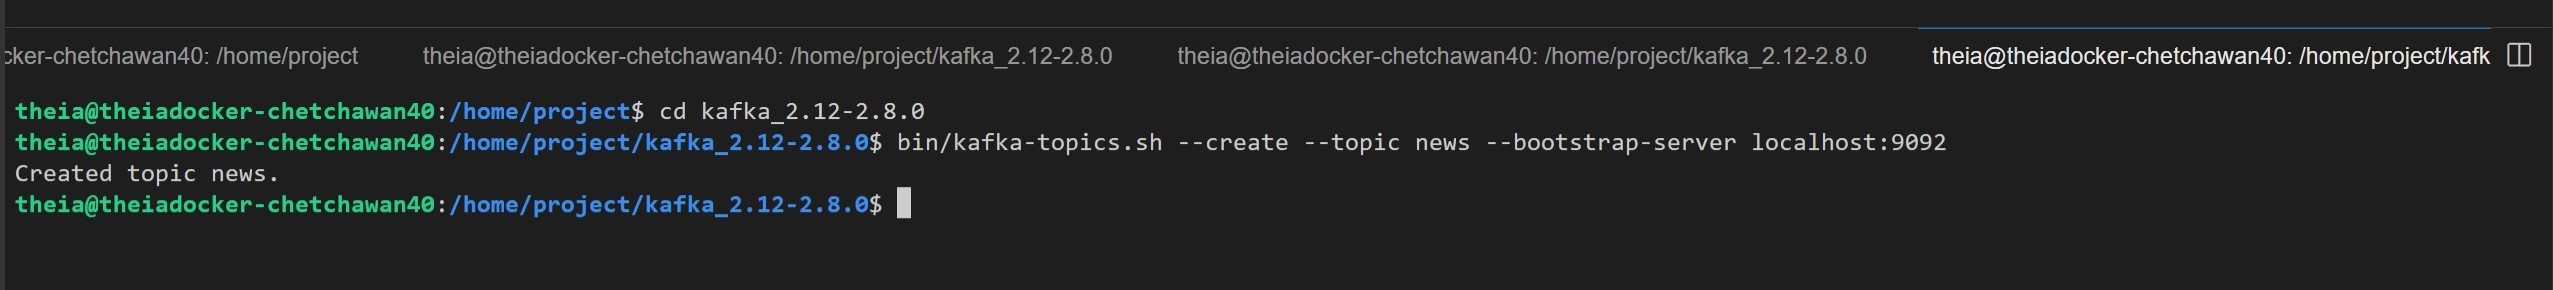 cker-chetchawan40: /home/project theia@theiadocker-chetchawan40: /home/project/kafka_2.12-2.8.0 theia@theiadocker-chetchawan40: /home/project/kafka_2.12-2.8.0 theia@theiadocker-chetchawan40: /home/project/kafk
theia@theiadocker-chetchawan40:/home/project$ cd kafka_2.12-2.8.0
theia@theiadocker-chetchawan40:/home/project/kafka_2.12-2.8.0$ bin/kafka-topics.sh --create --topic news --bootstrap-server localhost:9092
Created topic news.
theia@theiadocker-chetchawan40:/home/project/kafka_2.12-2.8.0$